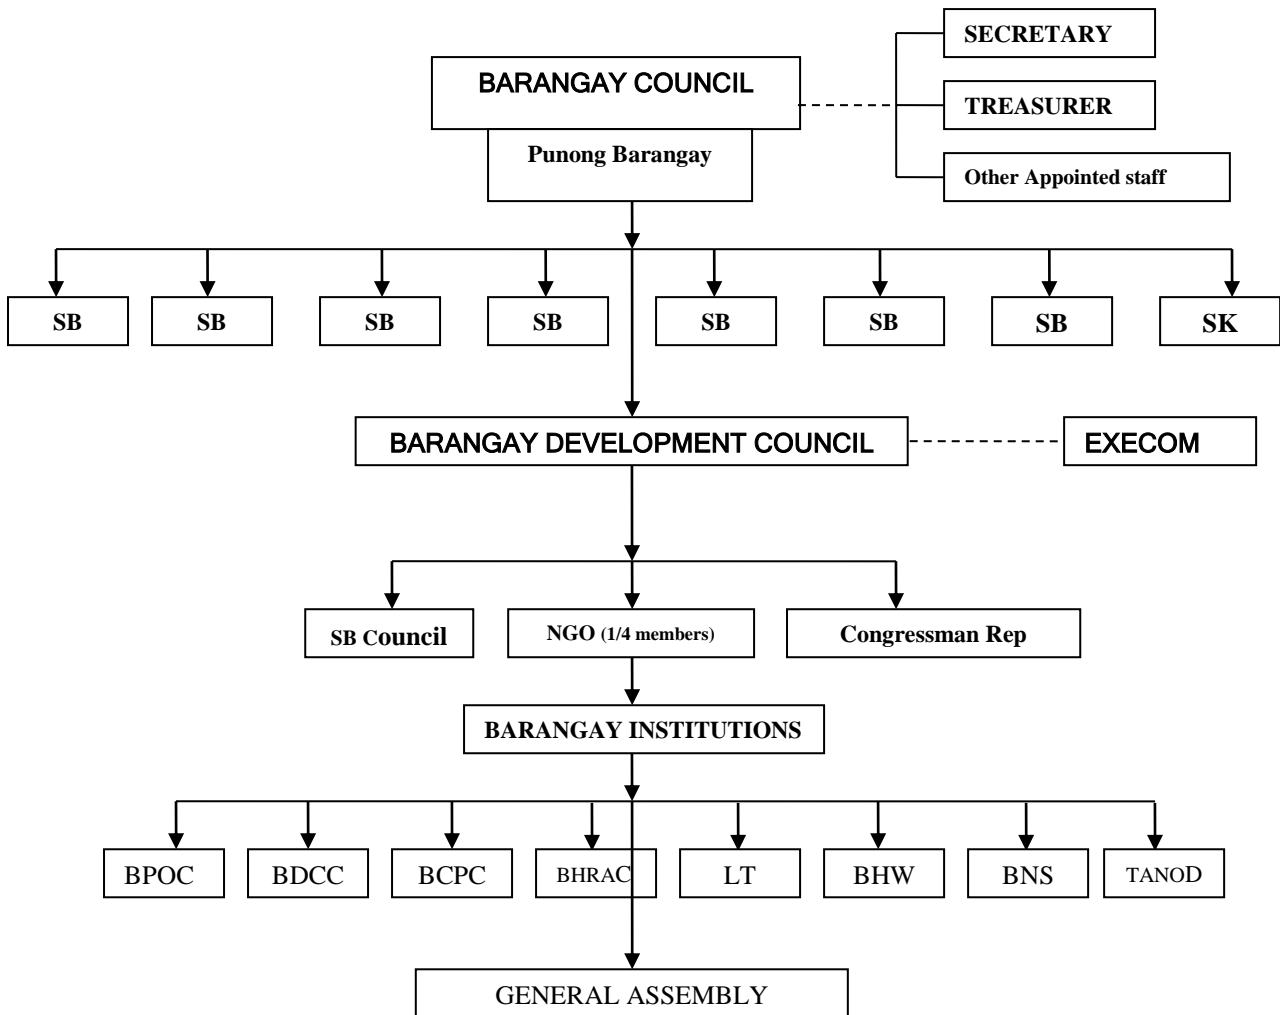 SECRETARY
BARANGAY COUNCIL
TREASURER
Punong Barangay
Other Appointed staff
SB
SB
SB
SB
SB
SB
SB
SK
BARANGAY DEVELOPMENT COUNCIL
EXECOM
SB Council
NGO (1/4 members)
Congressman Rep
BARANGAY INSTITUTIONS
BPOC
BDCC
BCPC
BHRAC
LT
BHW
BNS
TANOD
GENERAL ASSEMBLY